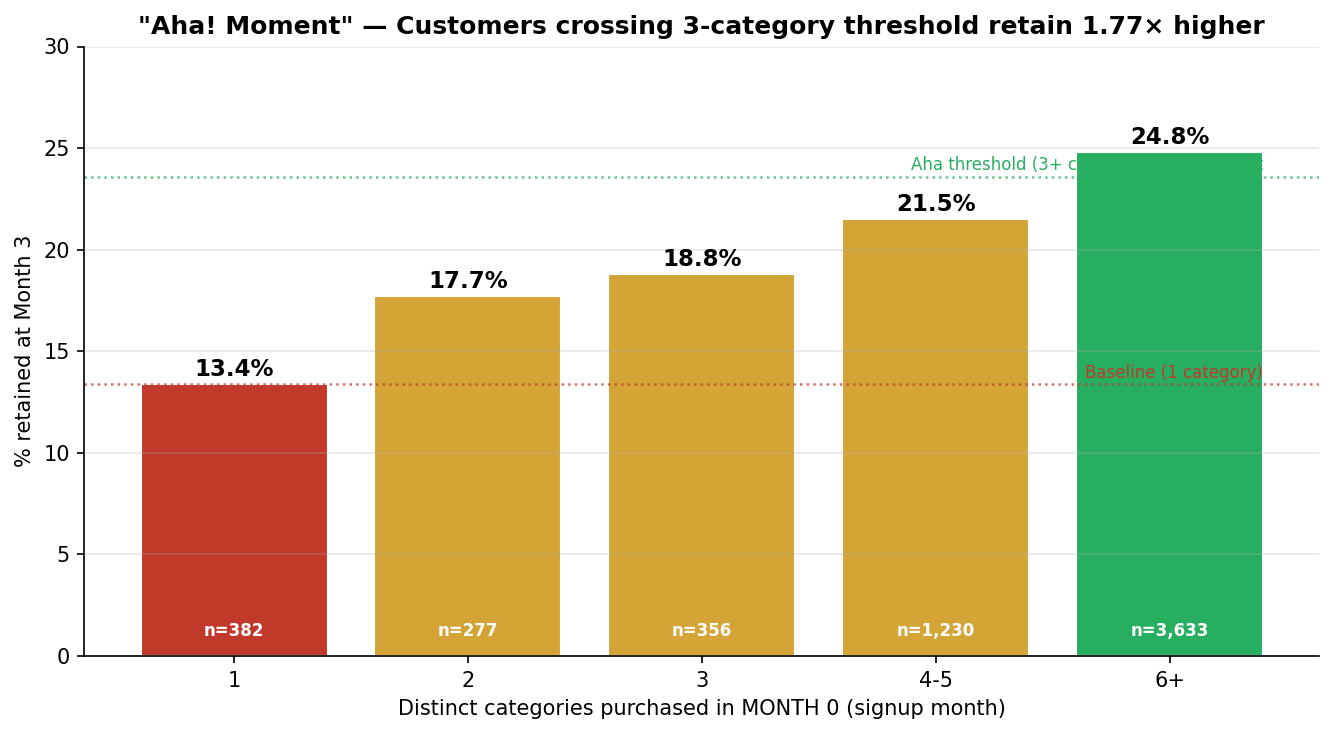 "Aha! Moment" — Customers crossing 3-category threshold retain 1.77× higher
% retained at Month 3
30
25
20
15
10
5
0
Aha threshold (3+
Baseline (1 category)
13.4%
17.7%
18.8%
21.5%
24.8%
n=382
n=277
n=356
n=1,230
n=3,633
1
2
3
4-5
6+
Distinct categories purchased in MONTH 0 (signup month)